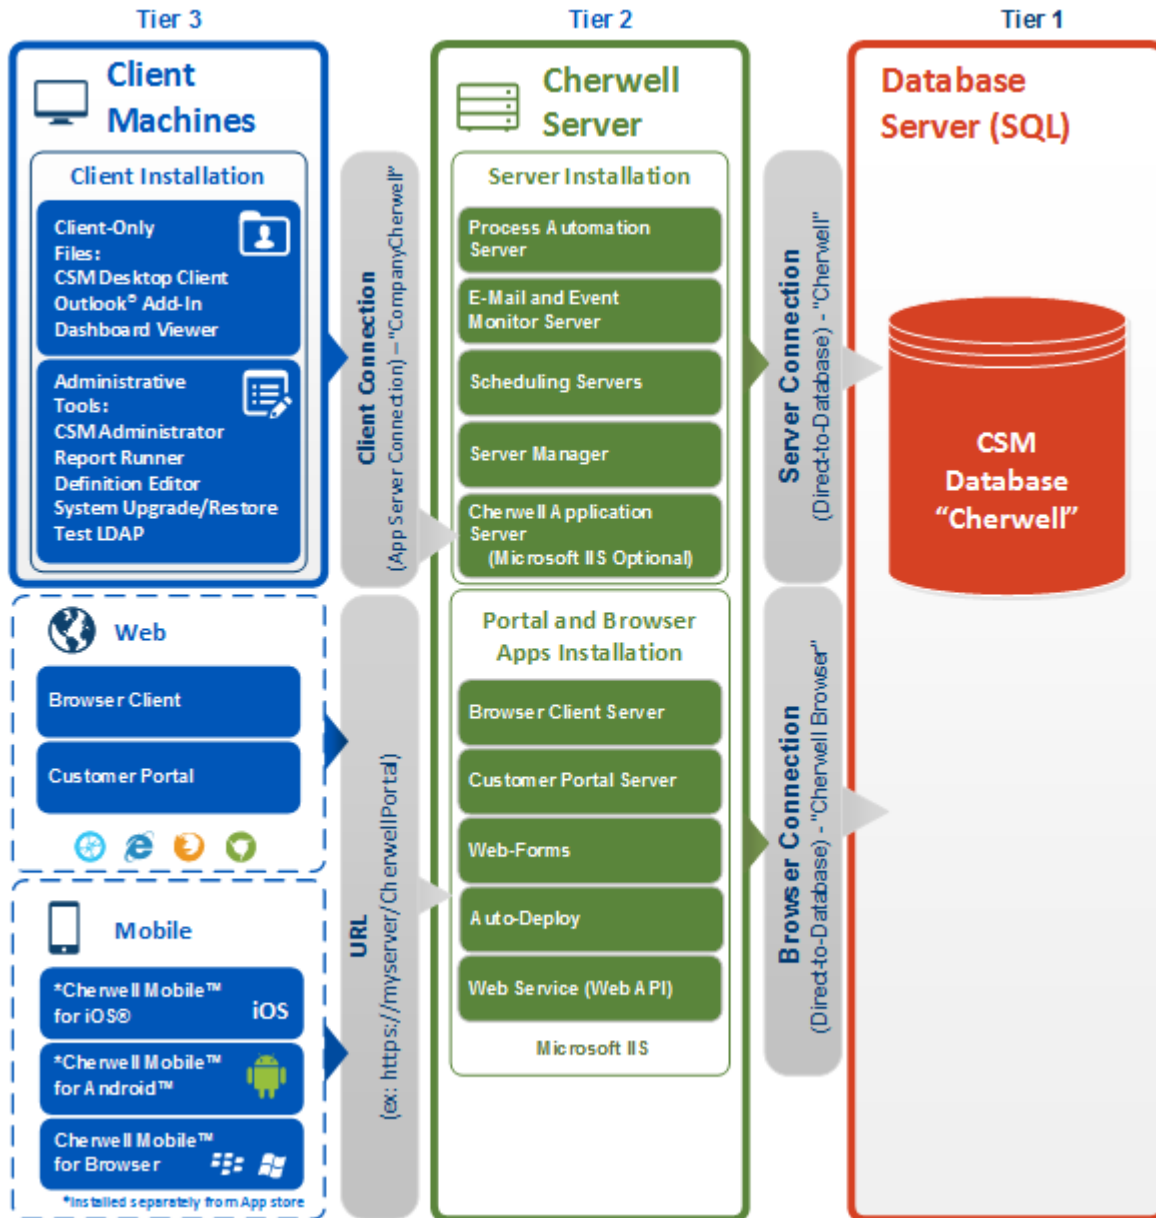 Tier 3
Tier 2
Tier 1
Client
Machines
Client Installation
Client-Only
Files:
CSM Desktop Client
Outlook® Add-In
Dashboard Viewer
Administrative
Tools:
CSM Administrator
Report Runner
Definition Editor
System Upgrade/Restore
Test LDAP
Web
Browser Client
Customer Portal
Mobile
*Cherwell Mobile™
for iOS®
iOS
*Cherwell Mobile™
for Android™
Cherwell Mobile™
for Browser
*Installed separately from App store
Client Connection
(App Server Connection) – "CompanyCherwell"
URL
(ex: https://myserver/CherwellPortal)
Cherwell
Server
Server Installation
Process Automation
Server
E-Mail and Event
Monitor Server
Scheduling Servers
Server Manager
Cherwell Application
Server
(Microsoft IIS Optional)
Portal and Browser
Apps Installation
Browser Client Server
Customer Portal Server
Web-Forms
Auto-Deploy
Web Service (Web API)
Microsoft IIS
Server Connection
(Direct-to-Database) - "Cherwell"
Browser Connection
(Direct-to-Database) - "Cherwell Browser"
Database
Server (SQL)
CSM
Database
“Cherwell”